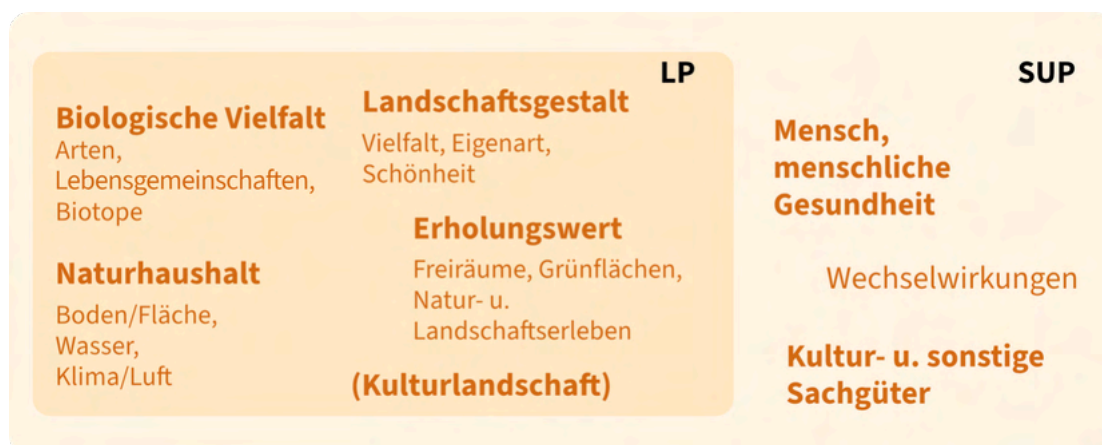 LP
SUP
Biologische Vielfalt
Arten,
Lebensgemeinschaften,
Biotope
Landschaftsgestalt
Vielfalt, Eigenart,
Schönheit
Erholungswert
Freiräume, Grünflächen,
Natur- u.
Landschaftserleben
Naturhaushalt
Boden/Fläche,
Wasser,
Klima/Luft
(Kulturlandschaft)
Mensch,
menschliche
Gesundheit
Wechselwirkungen
Kultur- u. sonstige
Sachgüter